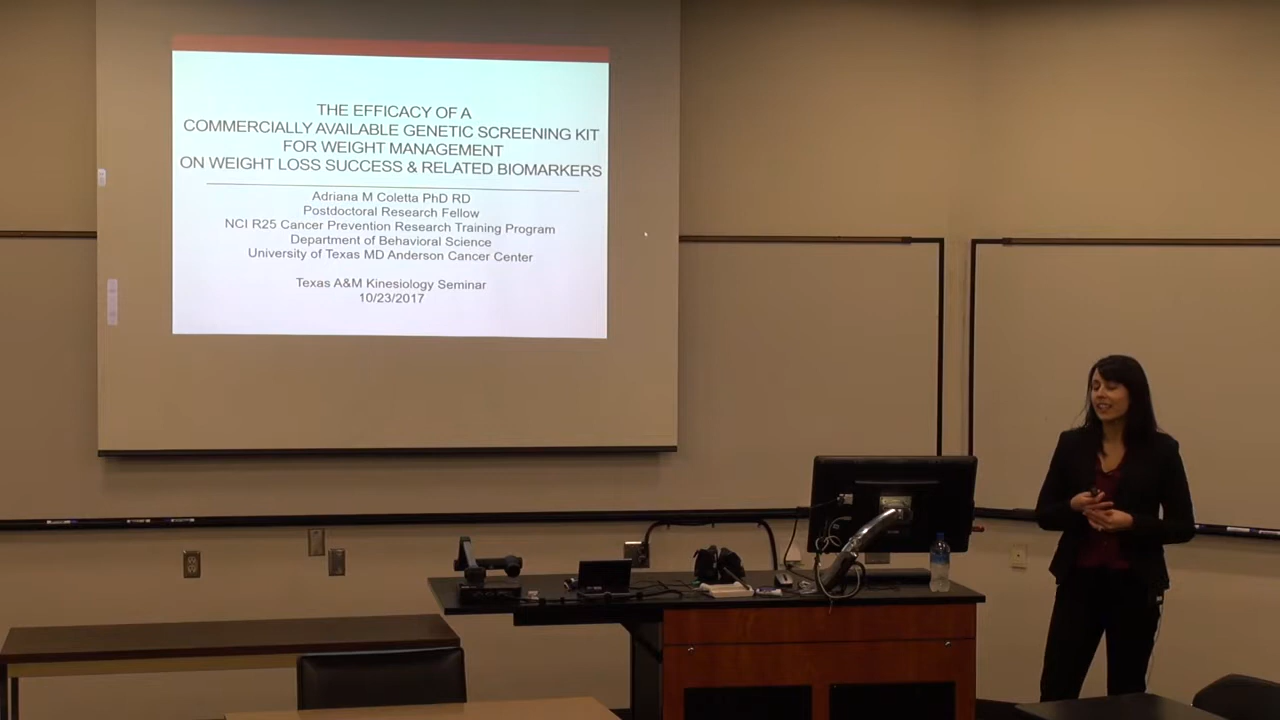 THE EFFICACY OF A
COMMERCIALLY AVAILABLE GENETIC SCREENING KIT
FOR WEIGHT MANAGEMENT
ON WEIGHT LOSS SUCCESS & RELATED BIOMARKERS
Adriana M Coletta PhD RD
Postdoctoral Research Fellow
NCI R25 Cancer Prevention Research Training Program
Department of Behavioral Science
University of Texas MD Anderson Cancer Center
Texas A&M Kinesiology Seminar
10/23/2017